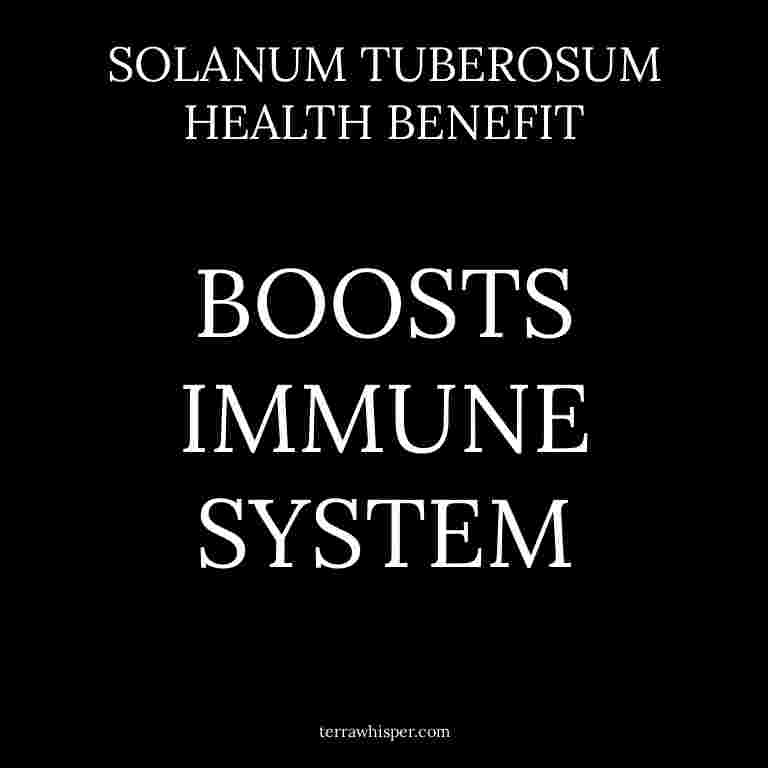 SOLANUM TUBEROSUM
HEALTH BENEFIT
BOOSTS
IMMUNE
SYSTEM
terrawhisper.com